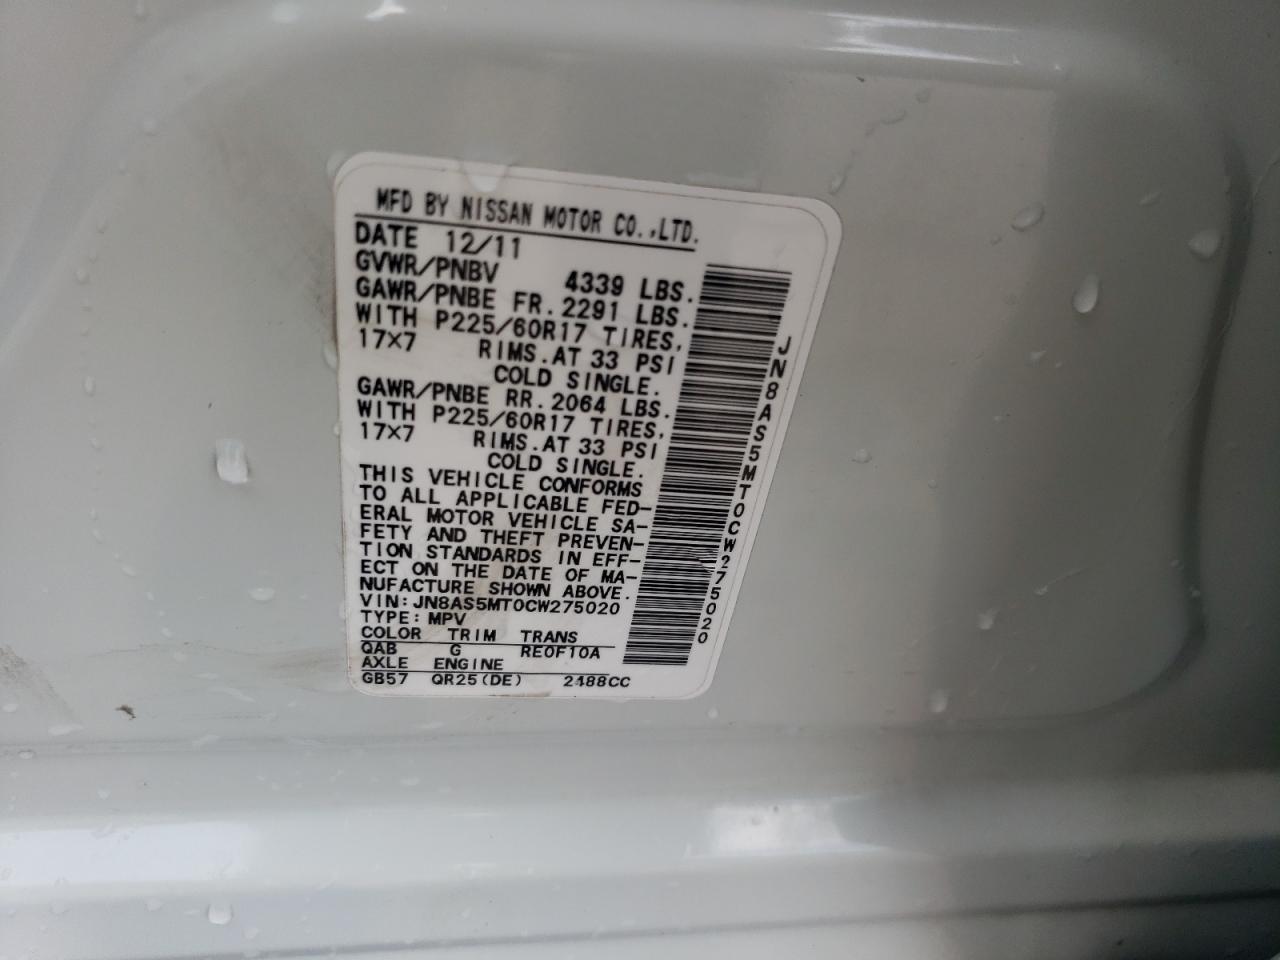 MFD BY NISSAN MOTOR CO.,LTD.
DATE 12/11
GVWR/PNBV 4339 LBS.
GAWR/PNBE FR. 2291 LBS.
WITH P225/60R17 TIRES,
17×7 RIMS. AT 33 PSI
COLD SINGLE.
GAWR/PNBE RR. 2064 LBS.
WITH P225/60R17 TIRES,
17×7 RIMS. AT 33 PSI
COLD SINGLE.
THIS VEHICLE CONFORMS
TO ALL APPLICABLE FED-
ERAL MOTOR VEHICLE SA-
FETY AND THEFT PREVEN-
TION STANDARDS IN EFF-
ECT ON THE DATE OF MA-
NUFACTURE SHOWN ABOVE.
VIN:JN8AS5MT0CW275020
TYPE:MPV
COLOR TRIM TRANS
QAB G RE0F10A
AXLE ENGINE
GB57 QR25(DE) 2488CC
JN8AS5MT0CW275020